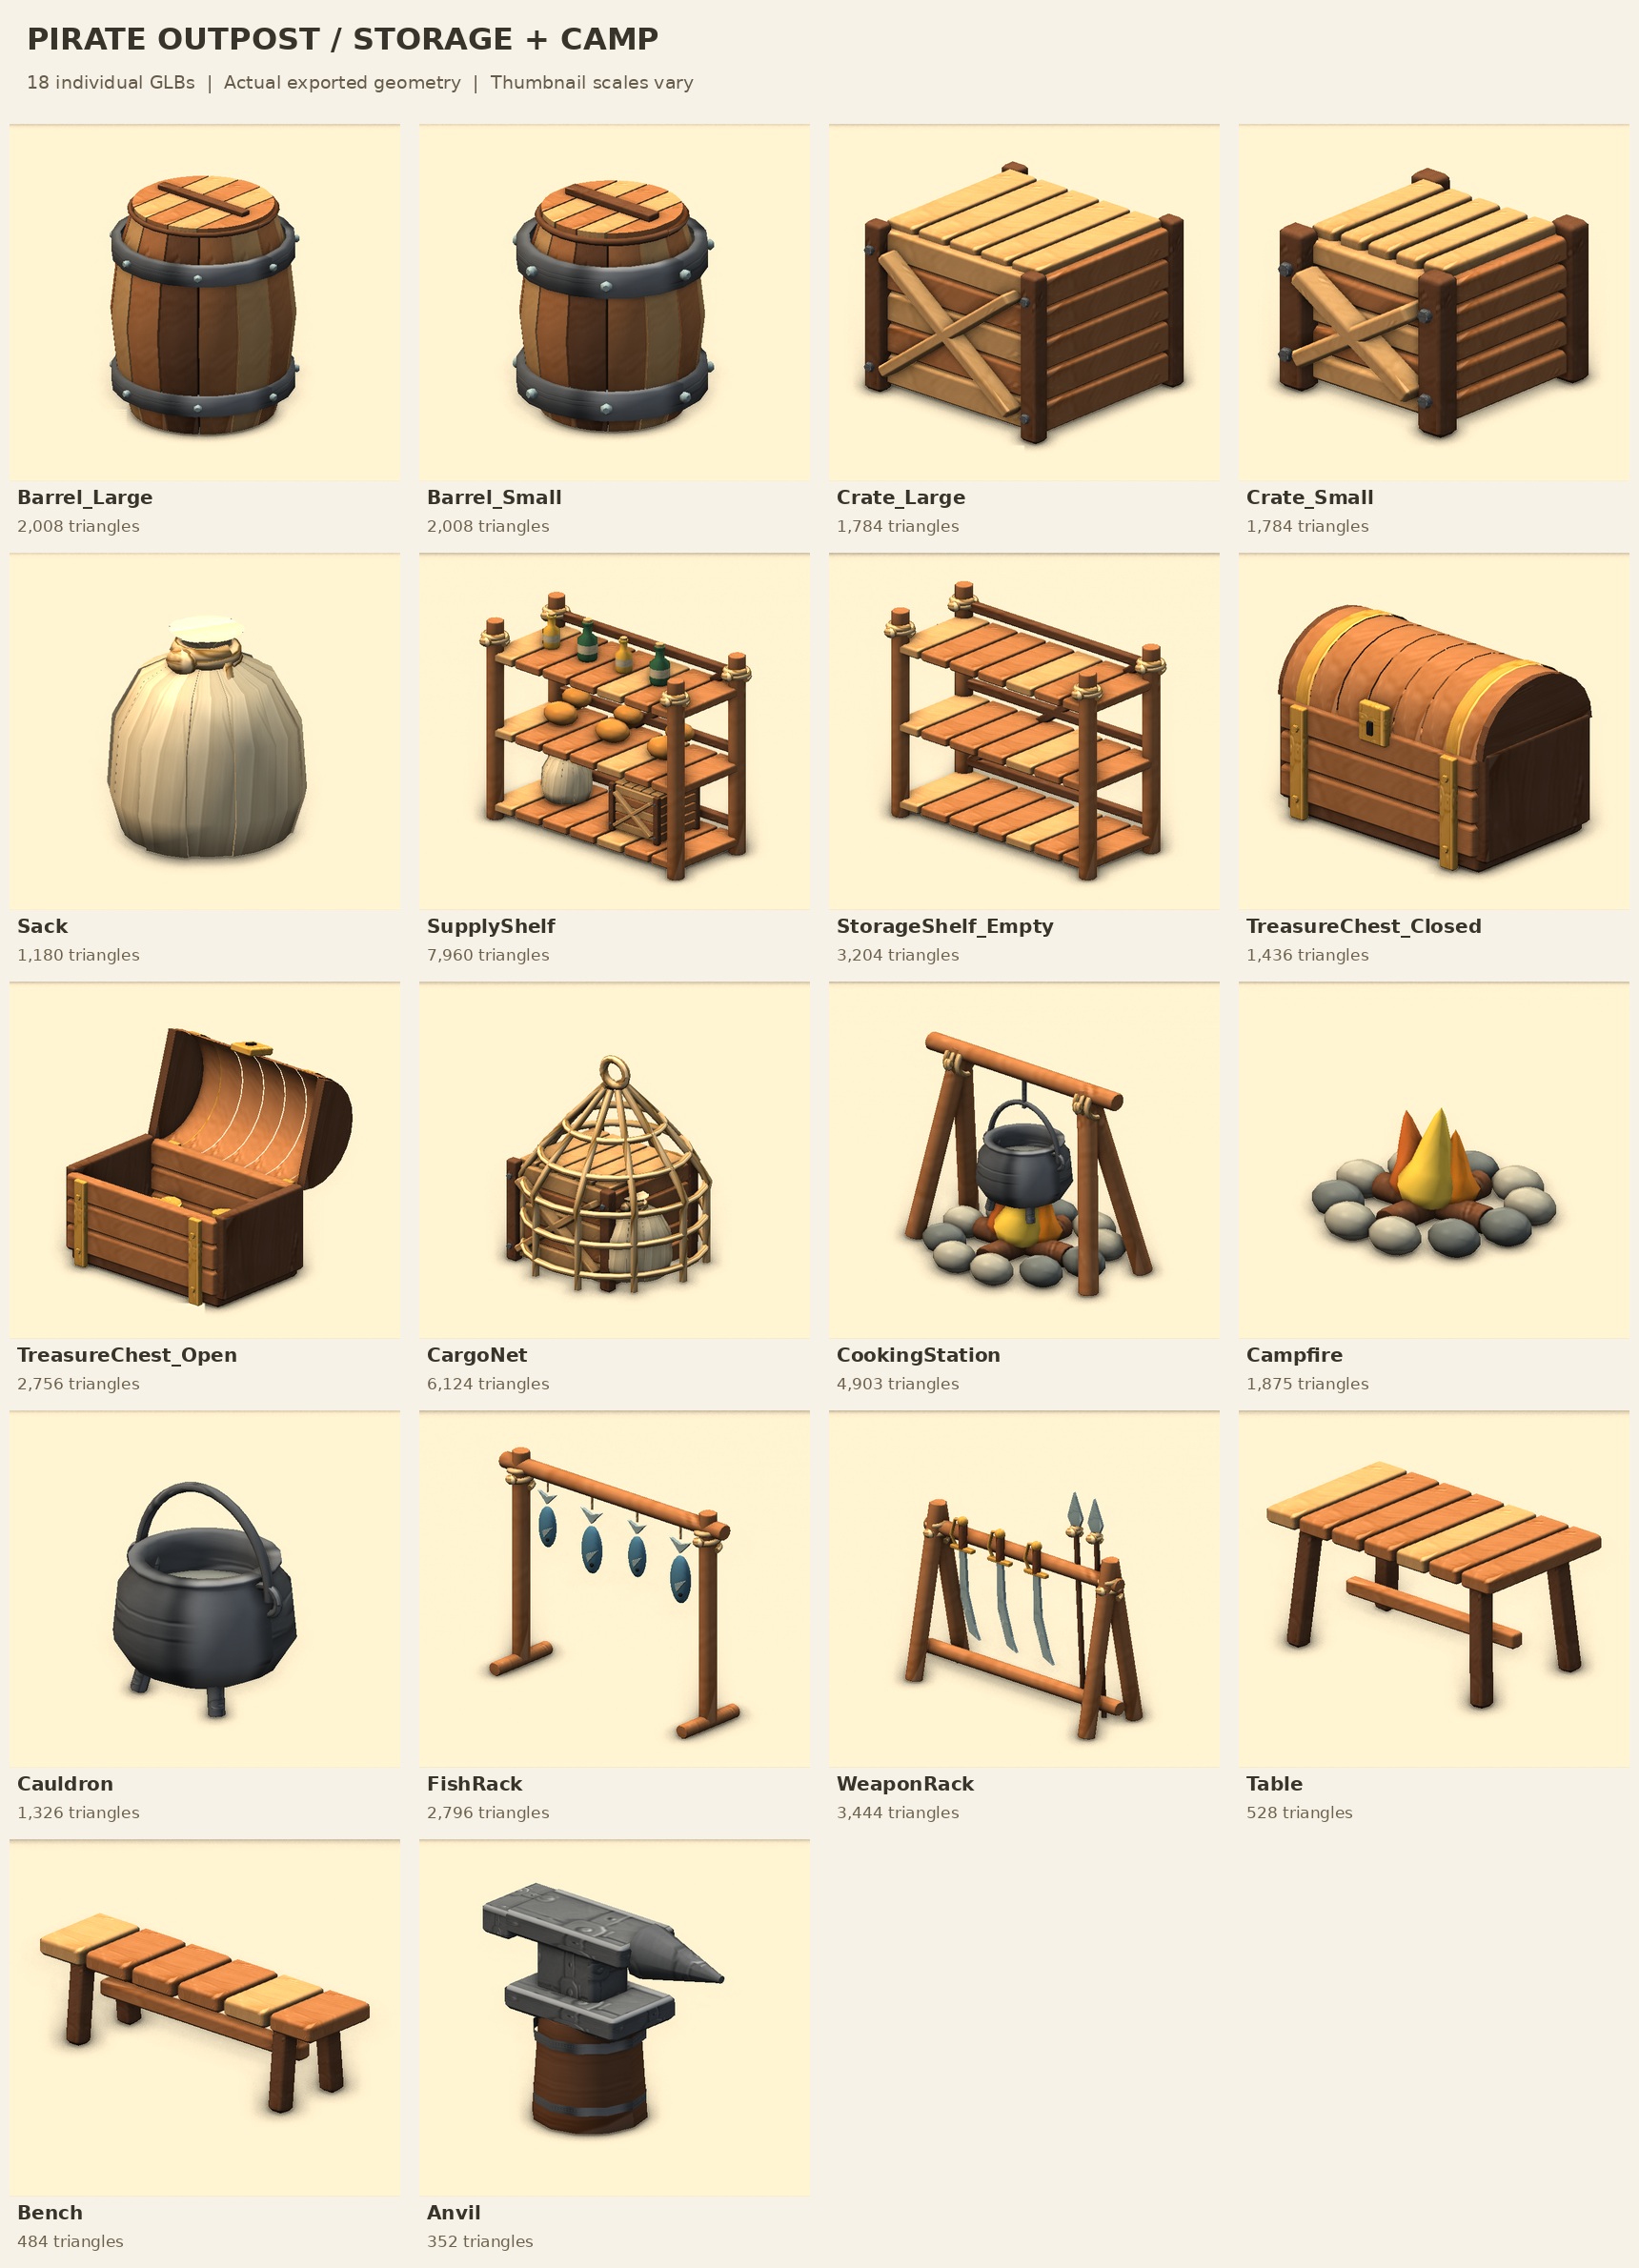 PIRATE OUTPOST / STORAGE + CAMP
18 individual GLBs | Actual exported geometry | Thumbnail scales vary
Barrel_Large
2,008 triangles
Barrel_Small
2,008 triangles
Crate_Large
1,784 triangles
Crate_Small
1,784 triangles
Sack
1,180 triangles
SupplyShelf
7,960 triangles
StorageShelf_Empty
3,204 triangles
TreasureChest_Closed
1,436 triangles
TreasureChest_Open
2,756 triangles
CargoNet
6,124 triangles
CookingStation
4,903 triangles
Campfire
1,875 triangles
Cauldron
1,326 triangles
FishRack
2,796 triangles
WeaponRack
3,444 triangles
Table
528 triangles
Bench
484 triangles
Anvil
352 triangles